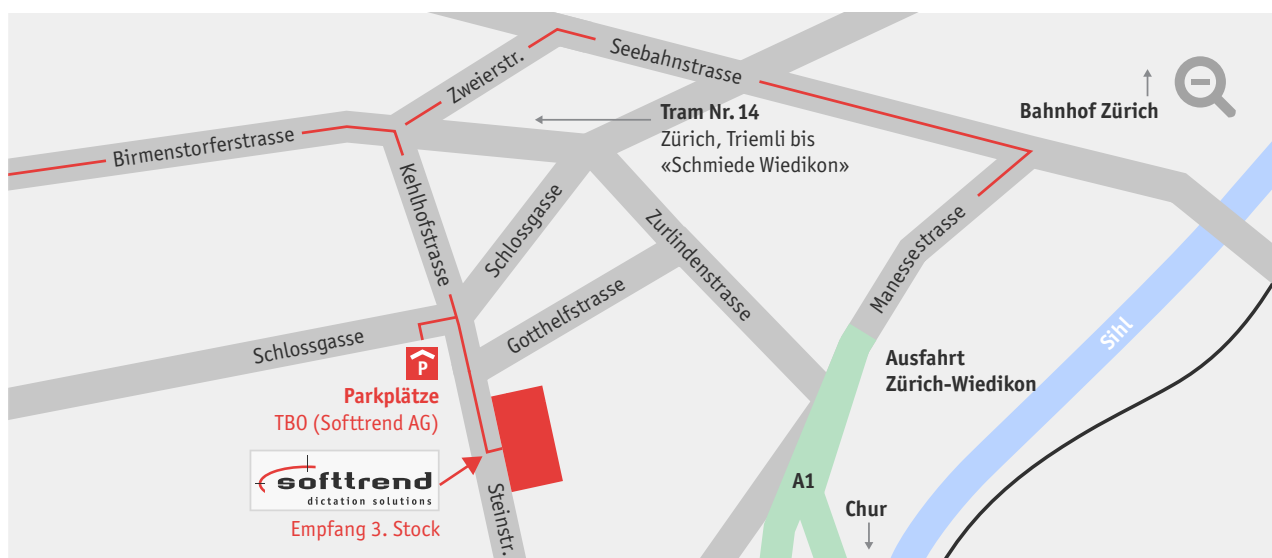 Zweierstr.
Seebahnstrasse
Bahnhof Zürich
Tram Nr. 14
Zürich, Triemli bis
«Schmiede Wiedikon»
Birmenstorferstrasse
Kehlhofstrasse
Schlossgasse
Zurlindenstrasse
Manessestrasse
Gotthelfstrasse
Schlossgasse
Sihl
Ausfahrt
Zürich-Wiedikon
P
Parkplätze
TBO (Softtrend AG)
softtrend
dictation solutions
Empfang 3. Stock
Steinstr.
A1
Chur